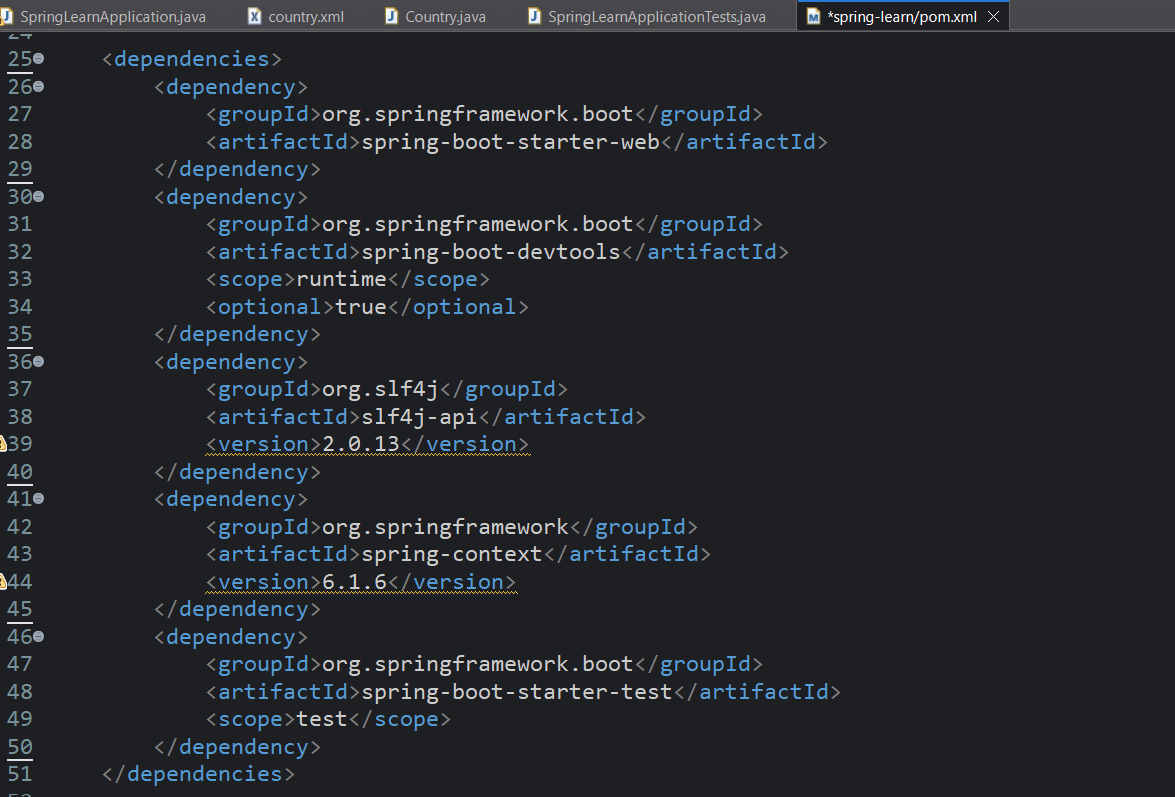 SpringLearnApplication.java country.xml Country.java SpringLearnApplicationTests.java *spring-learn/pom.xml
24
25 <dependencies>
26 <dependency>
27 <groupId>org.springframework.boot</groupId>
28 <artifactId>spring-boot-starter-web</artifactId>
29 </dependency>
30 <dependency>
31 <groupId>org.springframework.boot</groupId>
32 <artifactId>spring-boot-devtools</artifactId>
33 <scope>runtime</scope>
34 <optional>true</optional>
35 </dependency>
36 <dependency>
37 <groupId>org.slf4j</groupId>
38 <artifactId>slf4j-api</artifactId>
39 <version>2.0.13</version>
40 </dependency>
41 <dependency>
42 <groupId>org.springframework</groupId>
43 <artifactId>spring-context</artifactId>
44 <version>6.1.6</version>
45 </dependency>
46 <dependency>
47 <groupId>org.springframework.boot</groupId>
48 <artifactId>spring-boot-starter-test</artifactId>
49 <scope>test</scope>
50 </dependency>
51 </dependencies>